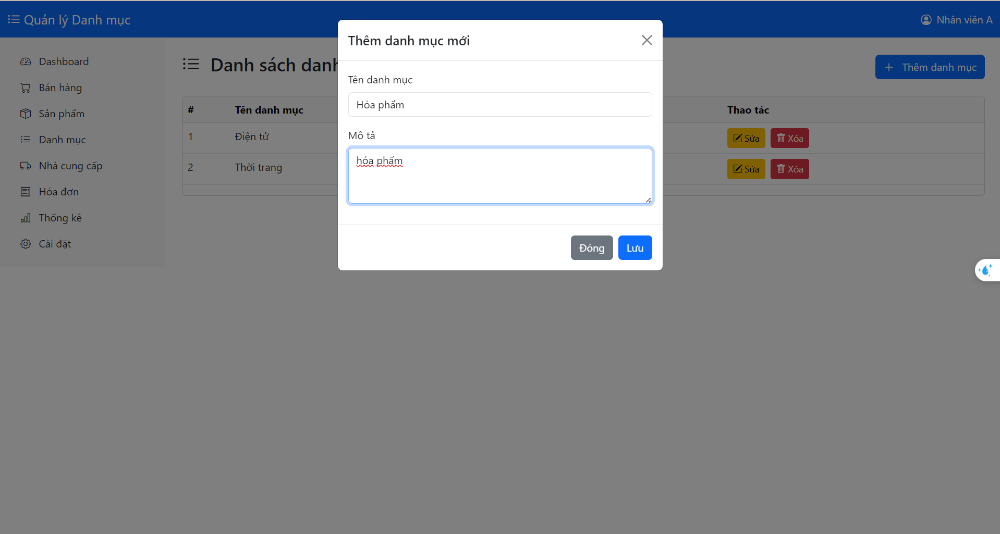 Quản lý Danh mục
Nhân viên A
Dashboard
Bán hàng
Sản phẩm
Danh mục
Nhà cung cấp
Hóa đơn
Thống kê
Cài đặt
Danh sách danh
+ Thêm danh mục
# Tên danh mục Thao tác
1 Điện tử Sửa Xóa
2 Thời trang Sửa Xóa
Thêm danh mục mới
Tên danh mục
Hóa phẩm
Mô tả
hóa phẩm
Đóng Lưu